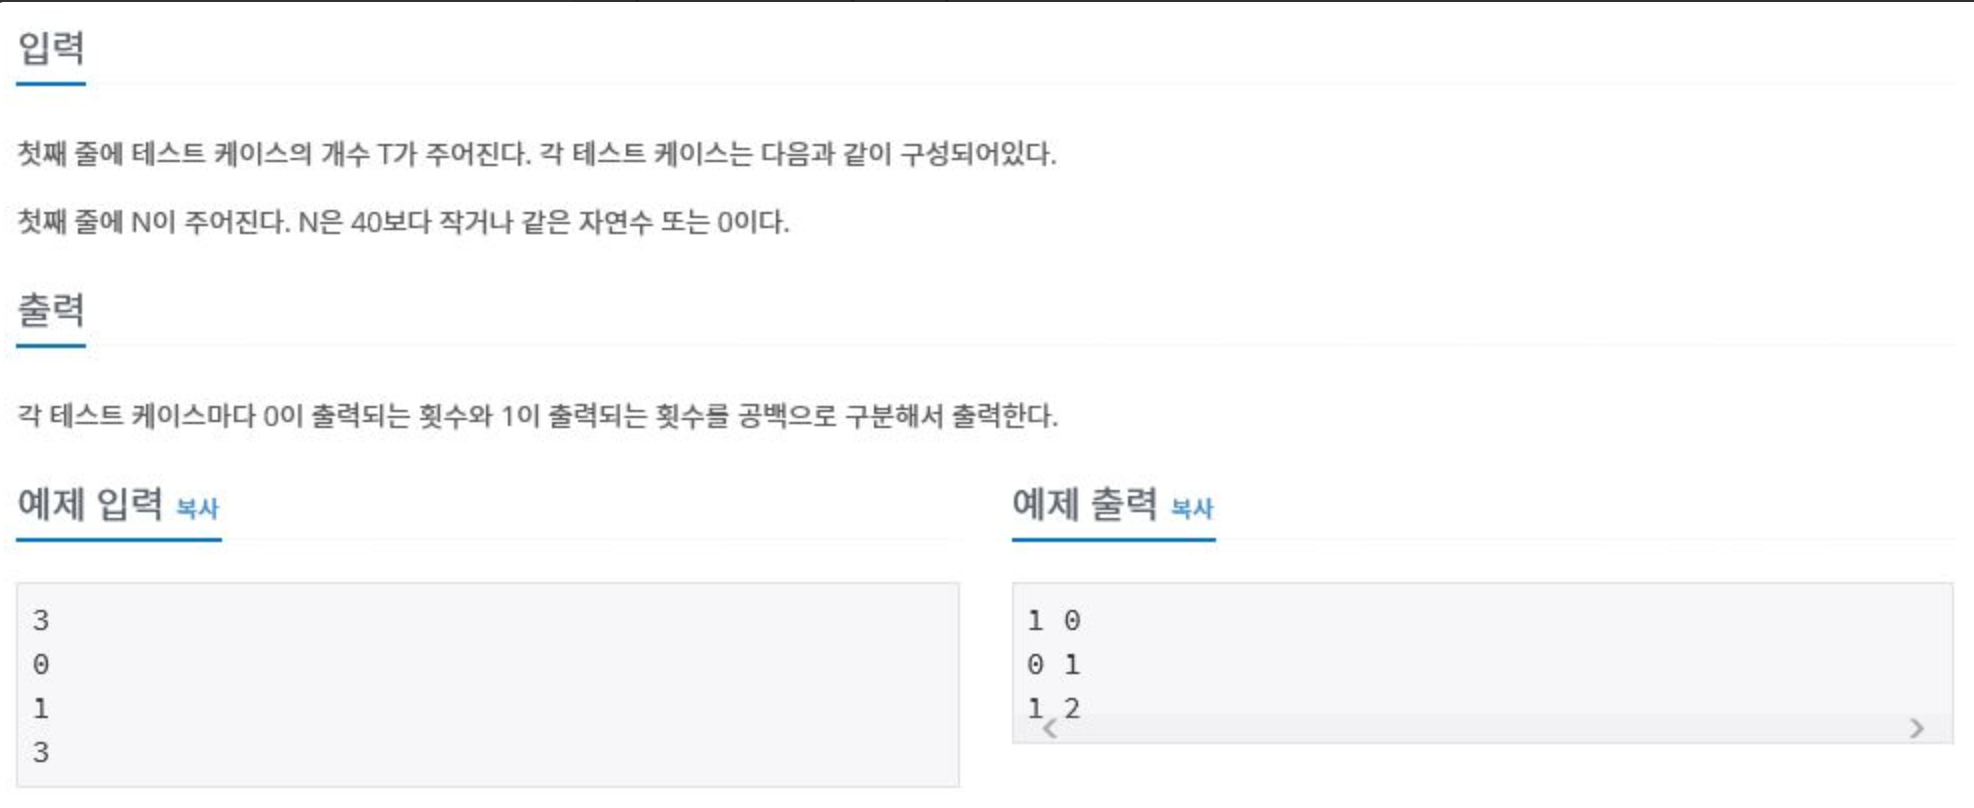 입력
첫째 줄에 테스트 케이스의 개수 T가 주어진다. 각 테스트 케이스는 다음과 같이 구성되어있다.
첫째 줄에 N이 주어진다. N은 40보다 작거나 같은 자연수 또는 0이다.
출력
각 테스트 케이스마다 0이 출력되는 횟수와 1이 출력되는 횟수를 공백으로 구분해서 출력한다.
예제 입력 복사
3
0
1
3
예제 출력 복사
1 0
0 1
1 2